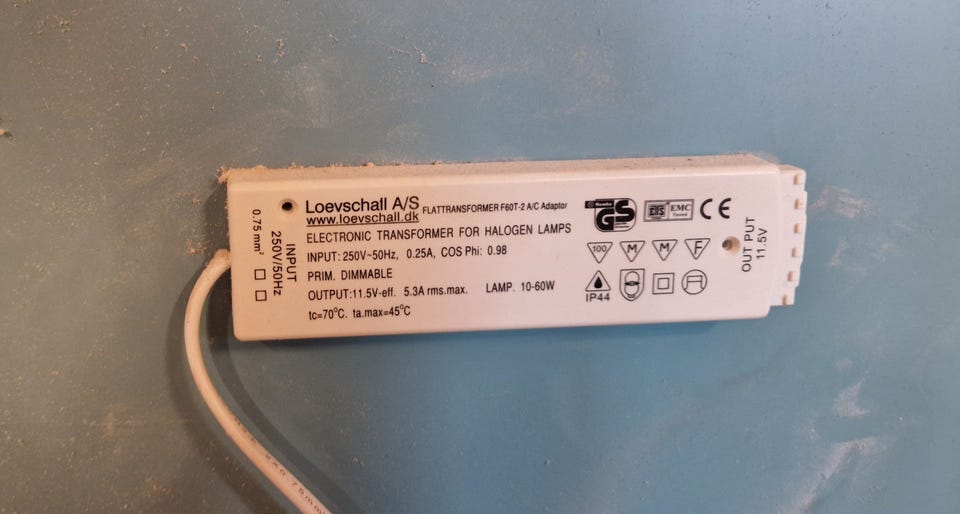 Loevschall A/S
www.loevschall.dk FLATTRANSFORMER F60T-2 A/C Adaptor
ELECTRONIC TRANSFORMER FOR HALOGEN LAMPS
INPUT: 250V~50Hz, 0.25A, COS Phi: 0.98
PRIM. DIMMABLE
OUTPUT:11.5V-eff. 5.3A rms.max. LAMP. 10-60W
tc=70°C. ta.max=45°C
0.75 mm²
INPUT
250V/50Hz
GS
ETS
EMC
CE
100
M
M
F
IP44
OUT PUT
11.5V